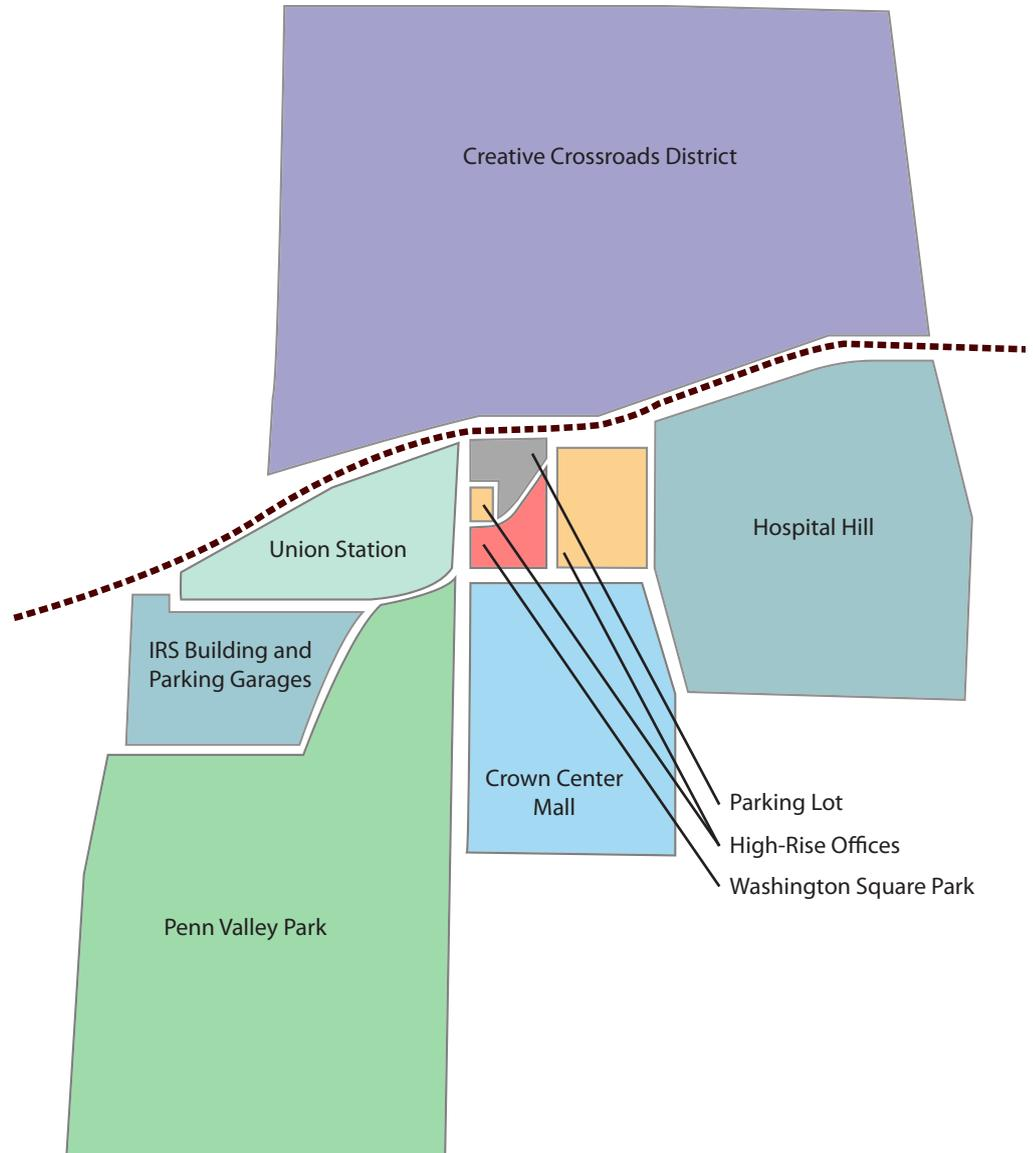 Creative Crossroads District
Union Station
Hospital Hill
IRS Building and
Parking Garages
Crown Center
Mall
Parking Lot
High-Rise Offices
Washington Square Park
Penn Valley Park